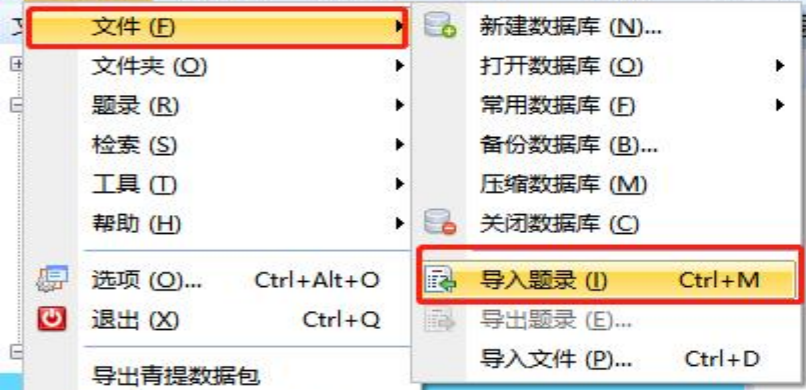 文件 (F)
文件夹 (O)
题录 (R)
检索 (S)
工具 (T)
帮助 (H)
选项 (O)... Ctrl+Alt+O
退出 (X) Ctrl+Q
导出青提数据包
新建数据库 (N)...
打开数据库 (O)
常用数据库 (F)
备份数据库 (B)...
压缩数据库 (M)
关闭数据库 (C)
导入题录 (I) Ctrl+M
导出题录 (E)...
导入文件 (P)... Ctrl+D